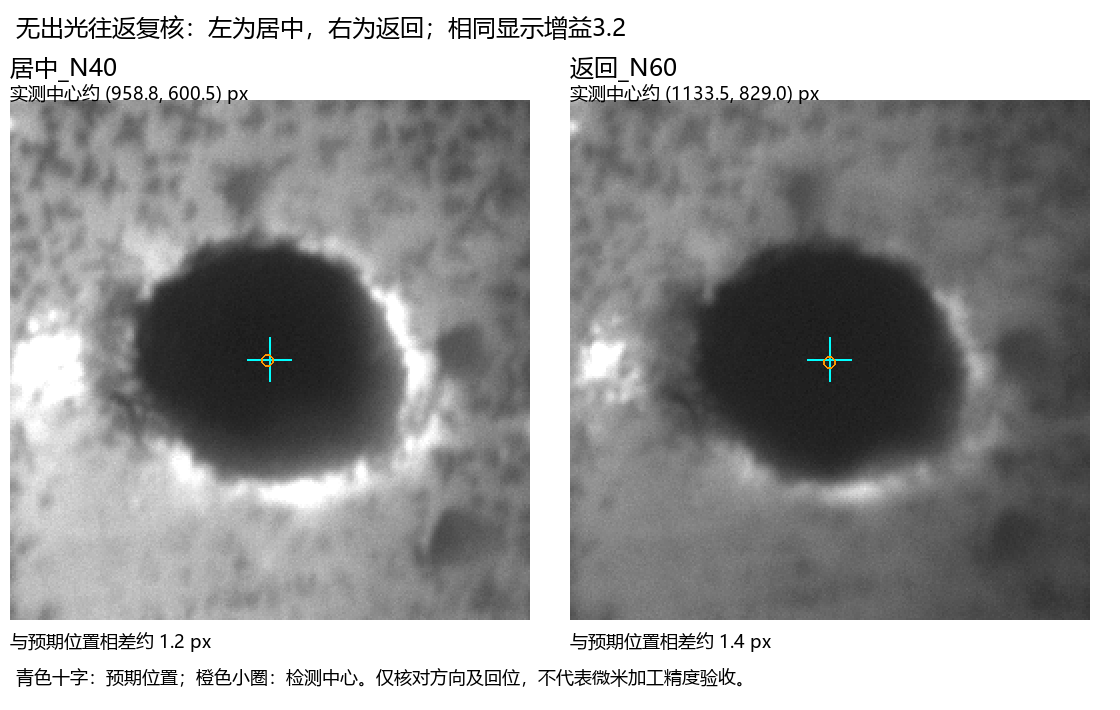 无出光往返复核：左为居中，右为返回；相同显示增益3.2
居中_N40
实测中心约 (958.8, 600.5) px
返回_N60
实测中心约 (1133.5, 829.0) px
与预期位置相差约 1.2 px
与预期位置相差约 1.4 px
青色十字：预期位置；橙色小圈：检测中心。仅核对方向及回位，不代表微米加工精度验收。